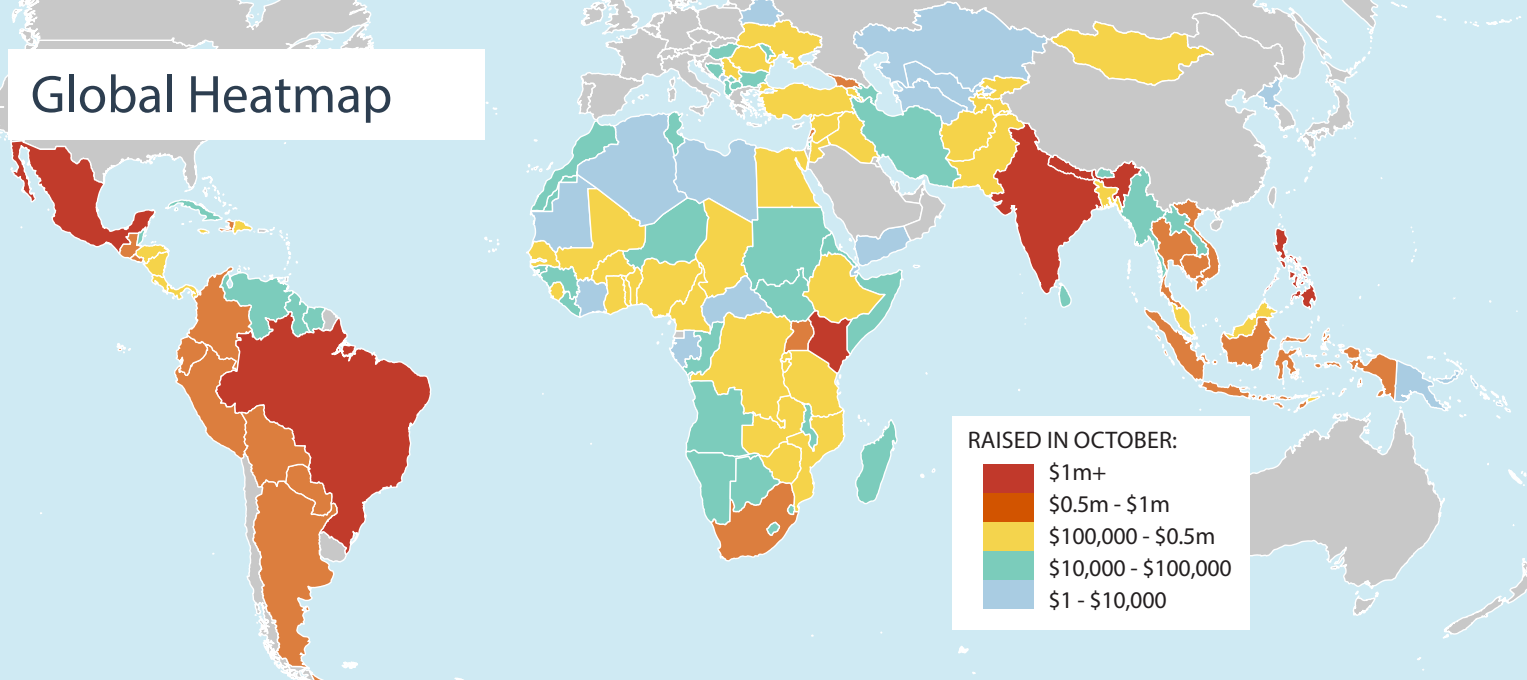 Global Heatmap
RAISED IN OCTOBER:
$1m+
$0.5m - $1m
$100,000 - $0.5m
$10,000 - $100,000
$1 - $10,000